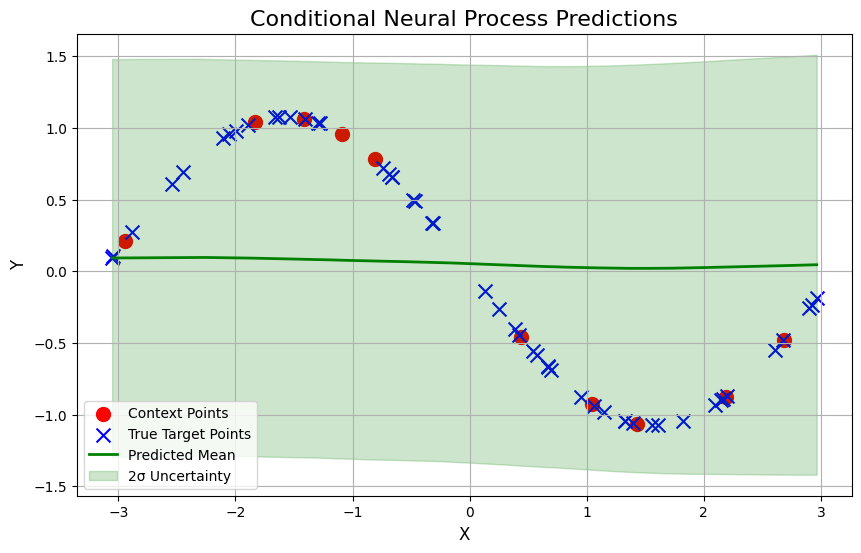 Conditional Neural Process Predictions
Y
1.5
1.0
0.5
0.0
−0.5
−1.0
−1.5
Context Points
True Target Points
Predicted Mean
2σ Uncertainty
−3
−2
−1
0
1
2
3
X